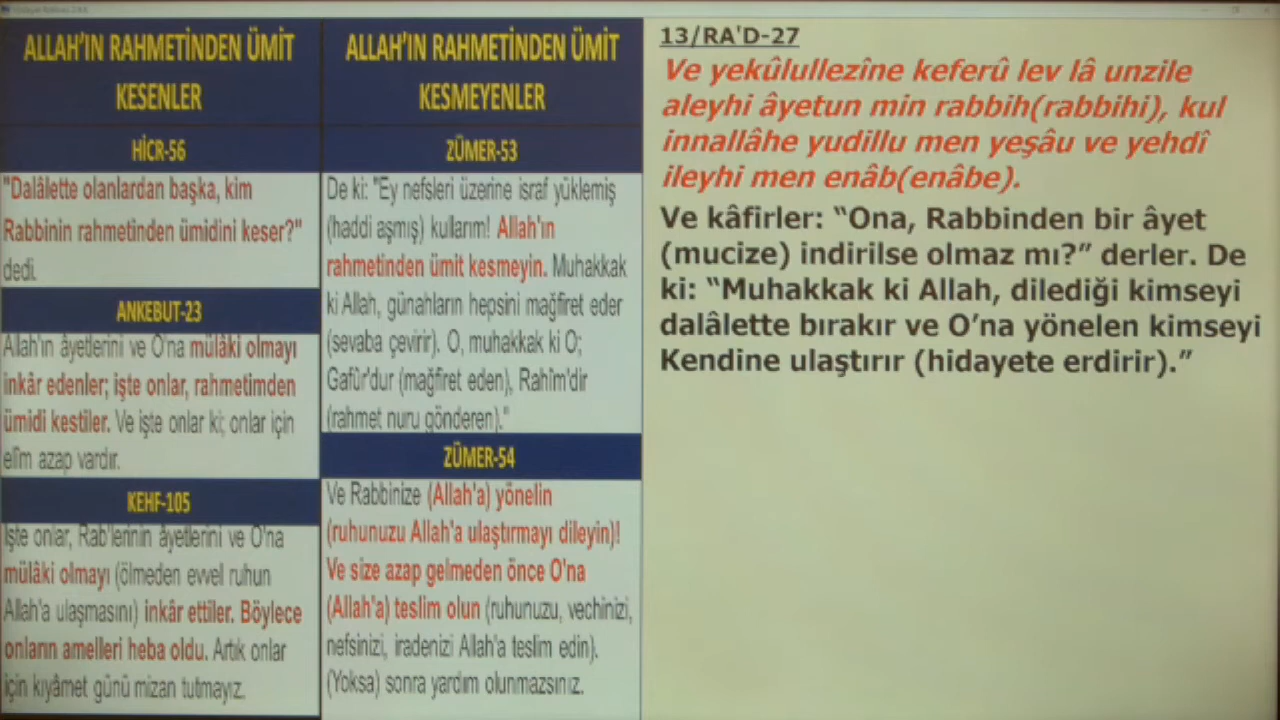 ALLAH'IN RAHMETİNDEN ÜMİT
KESENLER
HİCR-56
"Dalâlette olanlardan başka, kim
Rabbinin rahmetinden ümidini keser?"
dedi.
ANKEBUT-23
Allah'ın âyetlerini ve O'na mülâki olmayı
inkâr edenler; işte onlar, rahmetimden
ümidi kestiler. Ve işte onlar ki; onlar için
elîm azap vardır.
KEHF-105
İşte onlar, Rab'lerinin âyetlerini ve O'na
mülâki olmayı (ölmeden evvel ruhun
Allah'a ulaşmasını) inkâr ettiler. Böylece
onların amelleri heba oldu. Artık onlar
için kıyâmet günü mizan tutmayız.
ALLAH'IN RAHMETİNDEN ÜMİT
KESMEYENLER
ZÜMER-53
De ki: "Ey nefsleri üzerine israf yüklemiş
(haddi aşmış) kullarım! Allah'ın
rahmetinden ümit kesmeyin. Muhakkak
ki Allah, günahların hepsini mağfiret eder
(sevaba çevirir). O, muhakkak ki O;
Gafûr'dur (mağfiret eden), Rahîm'dir
(rahmet nuru gönderen)."
ZÜMER-54
Ve Rabbinize (Allah'a) yönelin
(ruhunuzu Allah'a ulaştırmayı dileyin)!
Ve size azap gelmeden önce O'na
(Allah'a) teslim olun (ruhunuzu, vechinizi,
nefsinizi, iradenizi Allah'a teslim edin).
(Yoksa) sonra yardım olunmazsınız.
13/RA'D-27
Ve yekûlullezîne keferû lev lâ unzile
aleyhi âyetun min rabbih(rabbihi), kul
innallâhe yudillu men yeşâu ve yehdî
ileyhi men enâb(enâbe).
Ve kâfirler: “Ona, Rabbinden bir âyet
(mucize) indirilse olmaz mı?” derler. De
ki: “Muhakkak ki Allah, dilediği kimseyi
dalâlette bırakır ve O’na yönelen kimseyi
Kendine ulaştırır (hidayete erdirir).”